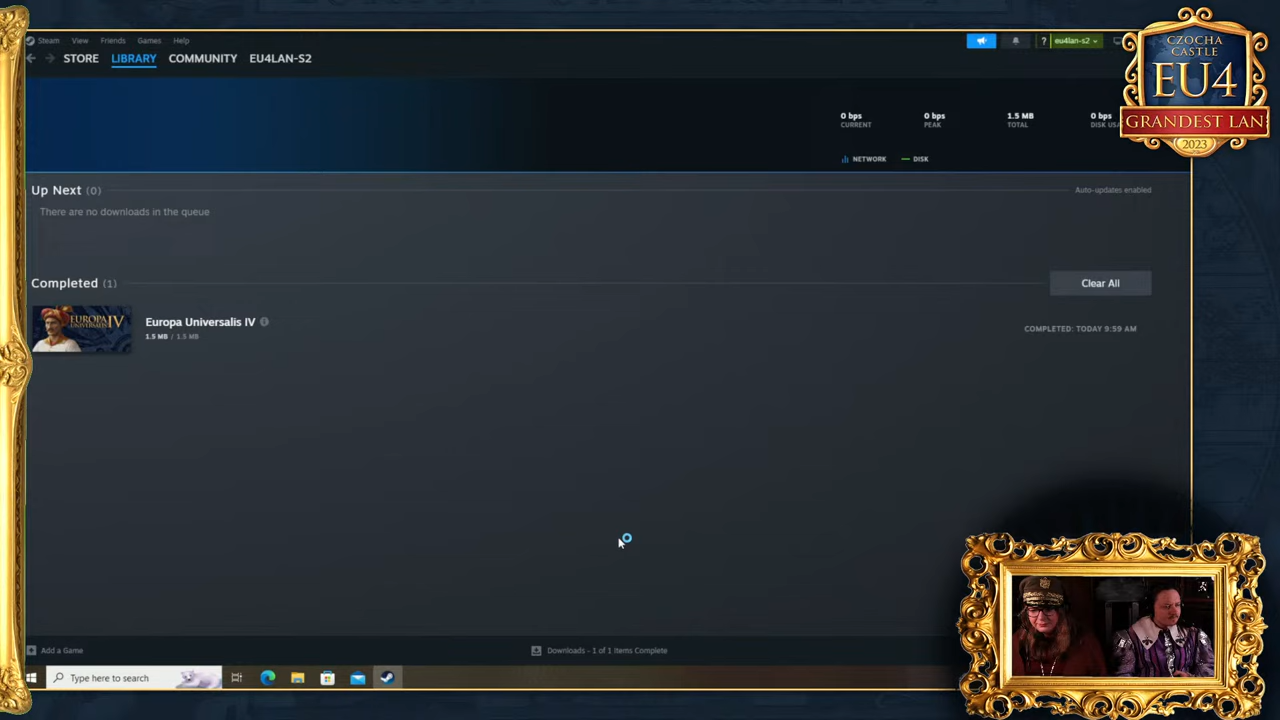 Steam View Friends Games Help
? eu4lan-s2
STORE LIBRARY COMMUNITY EU4LAN-S2
CZOCHA
CASTLE
EU4
GRANDEST LAN
2023
0 bps 0 bps 1.5 MB 0 bps
CURRENT PEAK TOTAL
NETWORK DISK
Up Next (0)
Auto-updates enabled
There are no downloads in the queue
Completed (1)
Clear All
EUROPA UNIVERSALIS IV
Europa Universalis IV
1.5 MB / 1.5 MB
COMPLETED: TODAY 9:59 AM
Add a Game
Downloads - 1 of 1 Items Complete
Type here to search